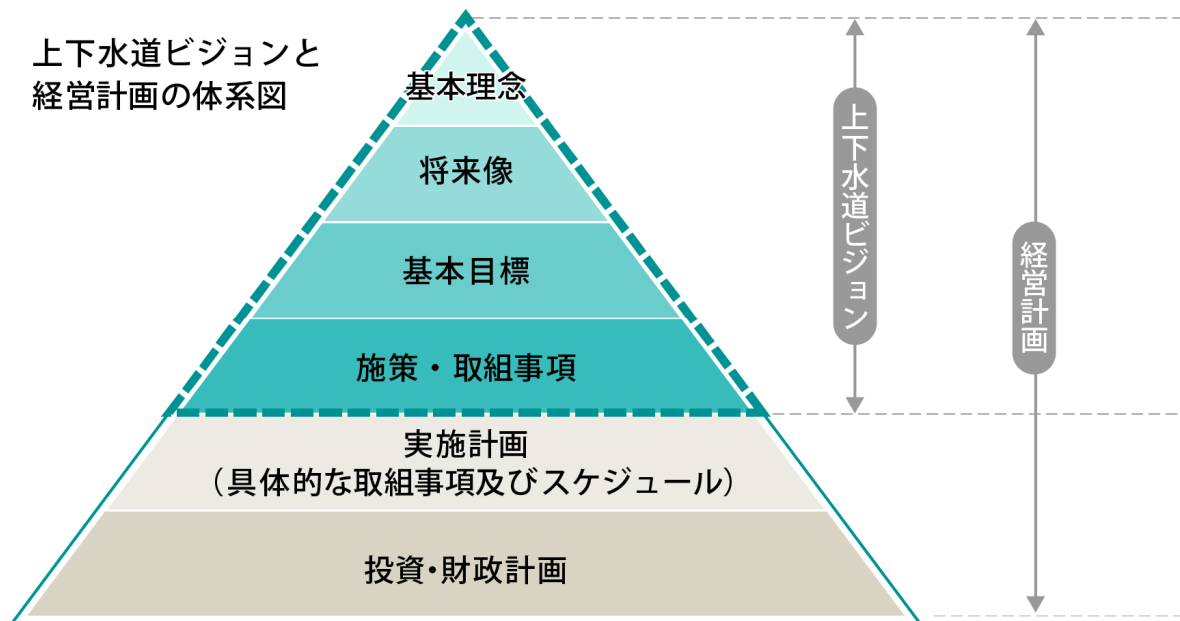 上下水道ビジョンと
経営計画の体系図
基本理念
将来像
基本目標
施策・取組事項
実施計画
（具体的な取組事項及びスケジュール）
投資・財政計画
上下水道ビジョン
経営計画